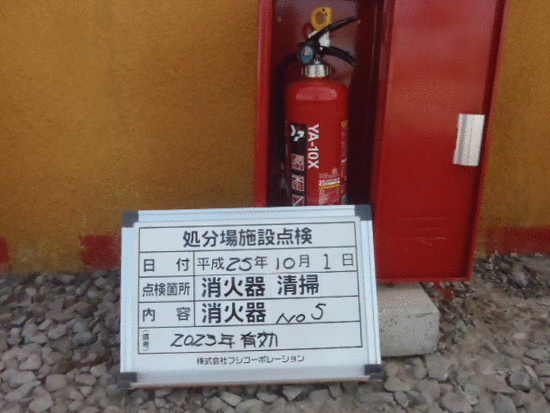 YA-10X
処分場施設点検
日 付 平成25年10月1日
点検箇所 消火器 清掃
内 容 消火器 No 5
(備考) 2023年有効
株式会社フジコーポレーション